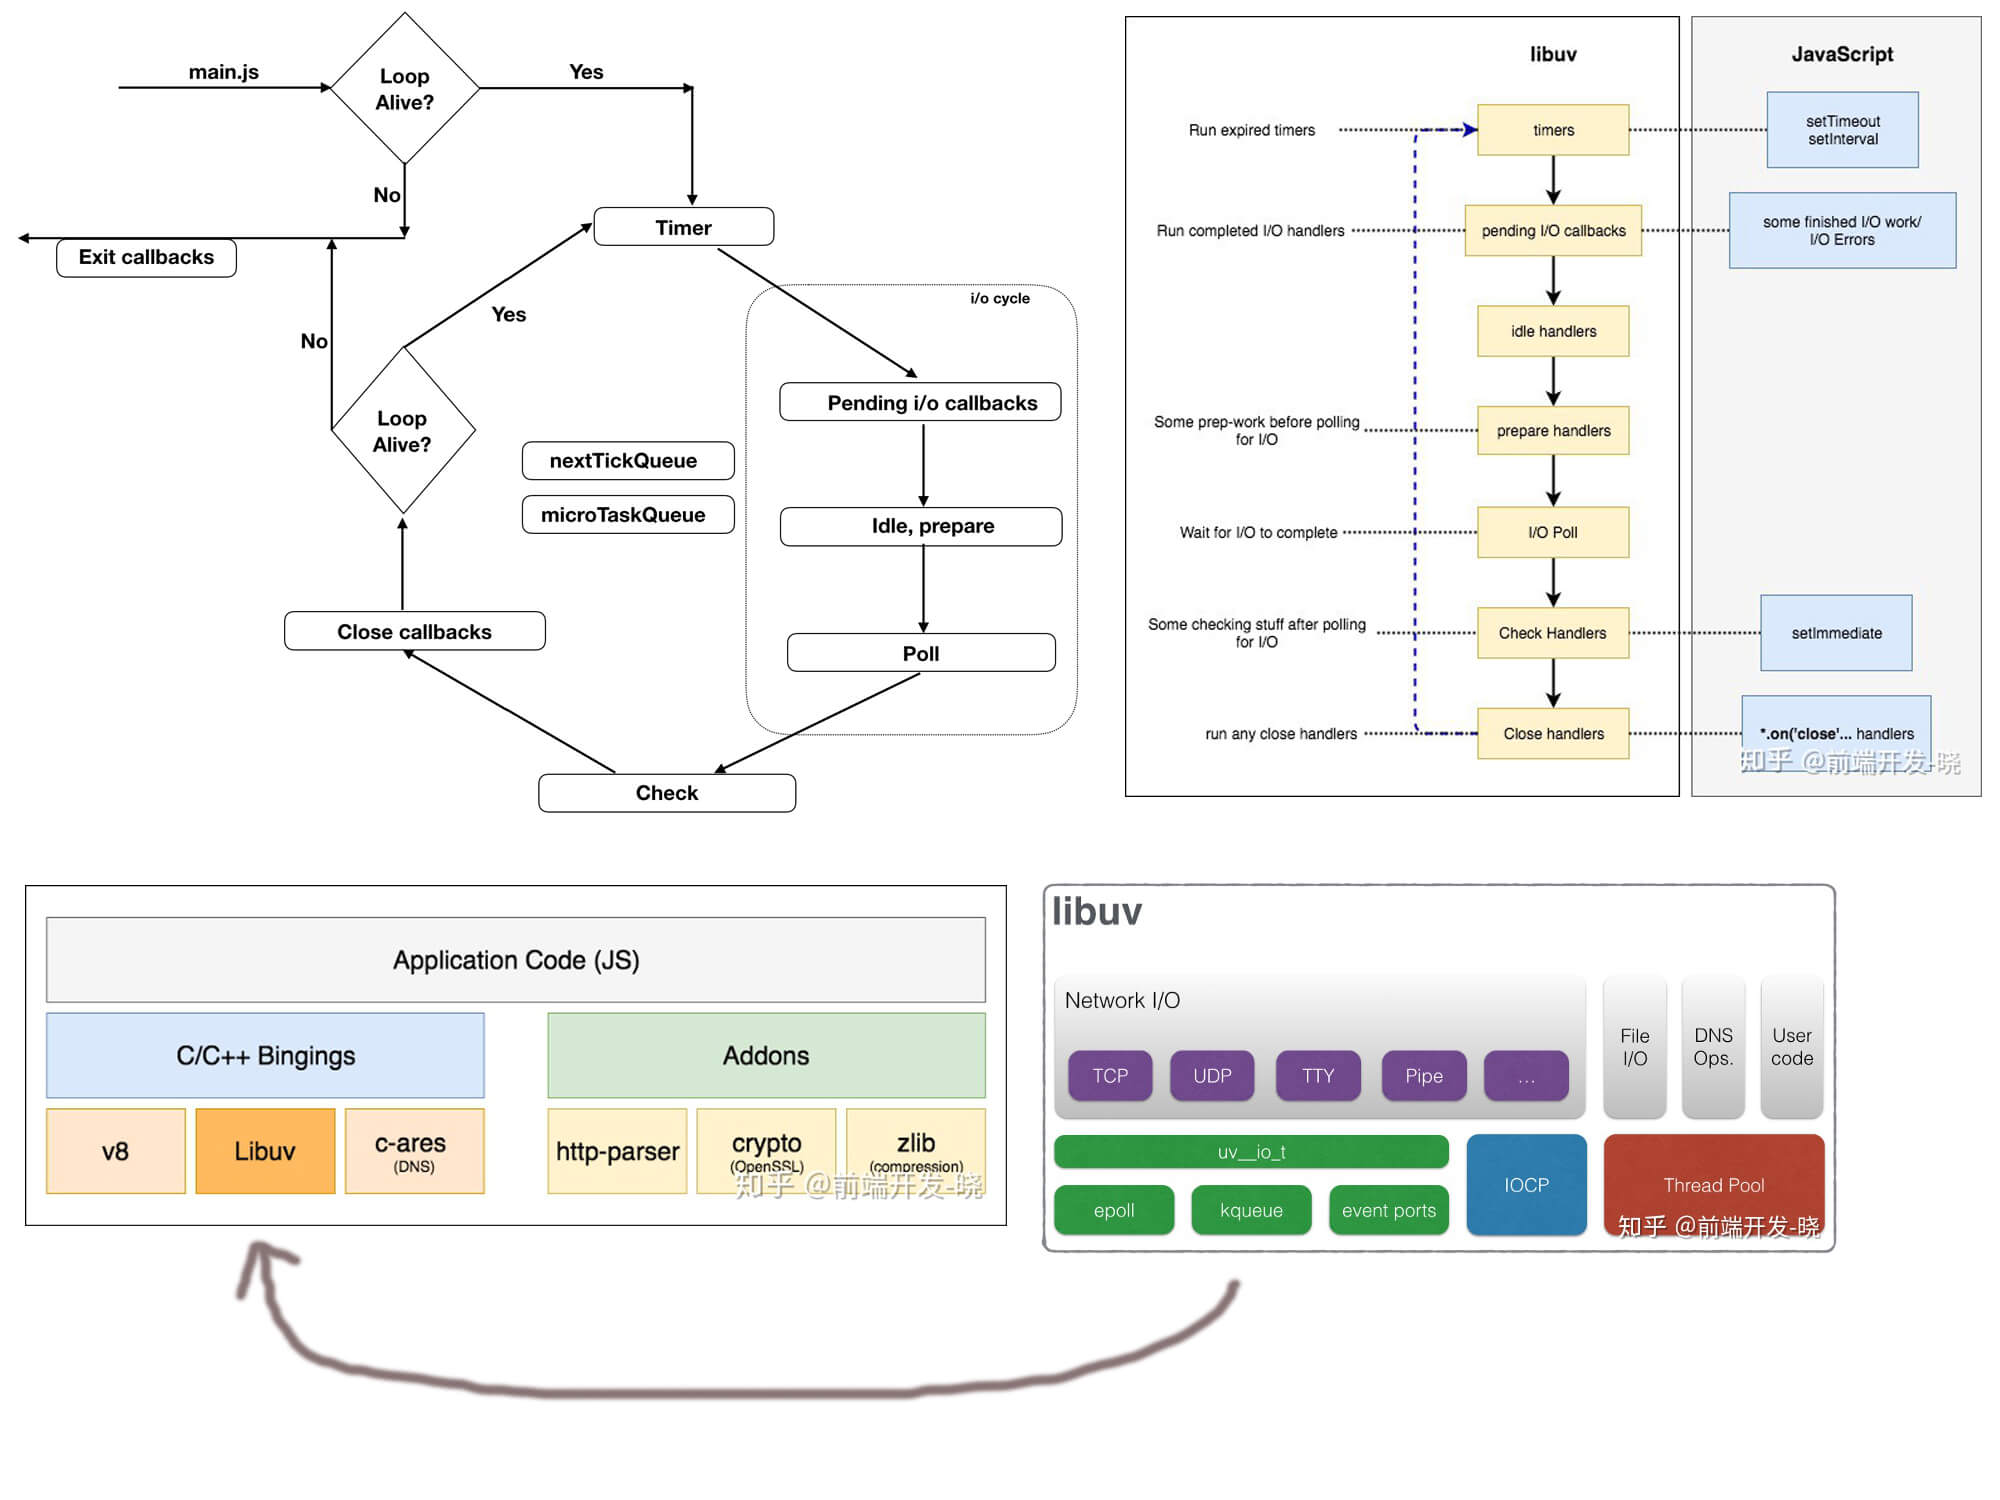 main.js
Loop
Alive?
Yes
No
Exit callbacks
Timer
Yes
No
i/o cycle
Loop
Alive?
Pending i/o callbacks
nextTickQueue
microTaskQueue
Idle, prepare
Close callbacks
Poll
Check
libuv
JavaScript
Run expired timers
timers
setTimeout
setInterval
Run completed I/O handlers
pending I/O callbacks
some finished I/O work/
I/O Errors
idle handlers
Some prep-work before polling
for I/O
prepare handlers
Wait for I/O to complete
I/O Poll
Some checking stuff after polling
for I/O
Check Handlers
setImmediate
run any close handlers
Close handlers
*.on('close'... handlers
知乎 @前端开发-晓
Application Code (JS)
C/C++ Bingings
Addons
v8
Libuv
c-ares
(DNS)
http-parser
crypto
(OpenSSL)
zlib
(compression)
知乎 @前端开发-晓
libuv
Network I/O
TCP
UDP
TTY
Pipe
...
File
I/O
DNS
Ops.
User
code
uv__io_t
epoll
kqueue
event ports
IOCP
Thread Pool
知乎 @前端开发-晓